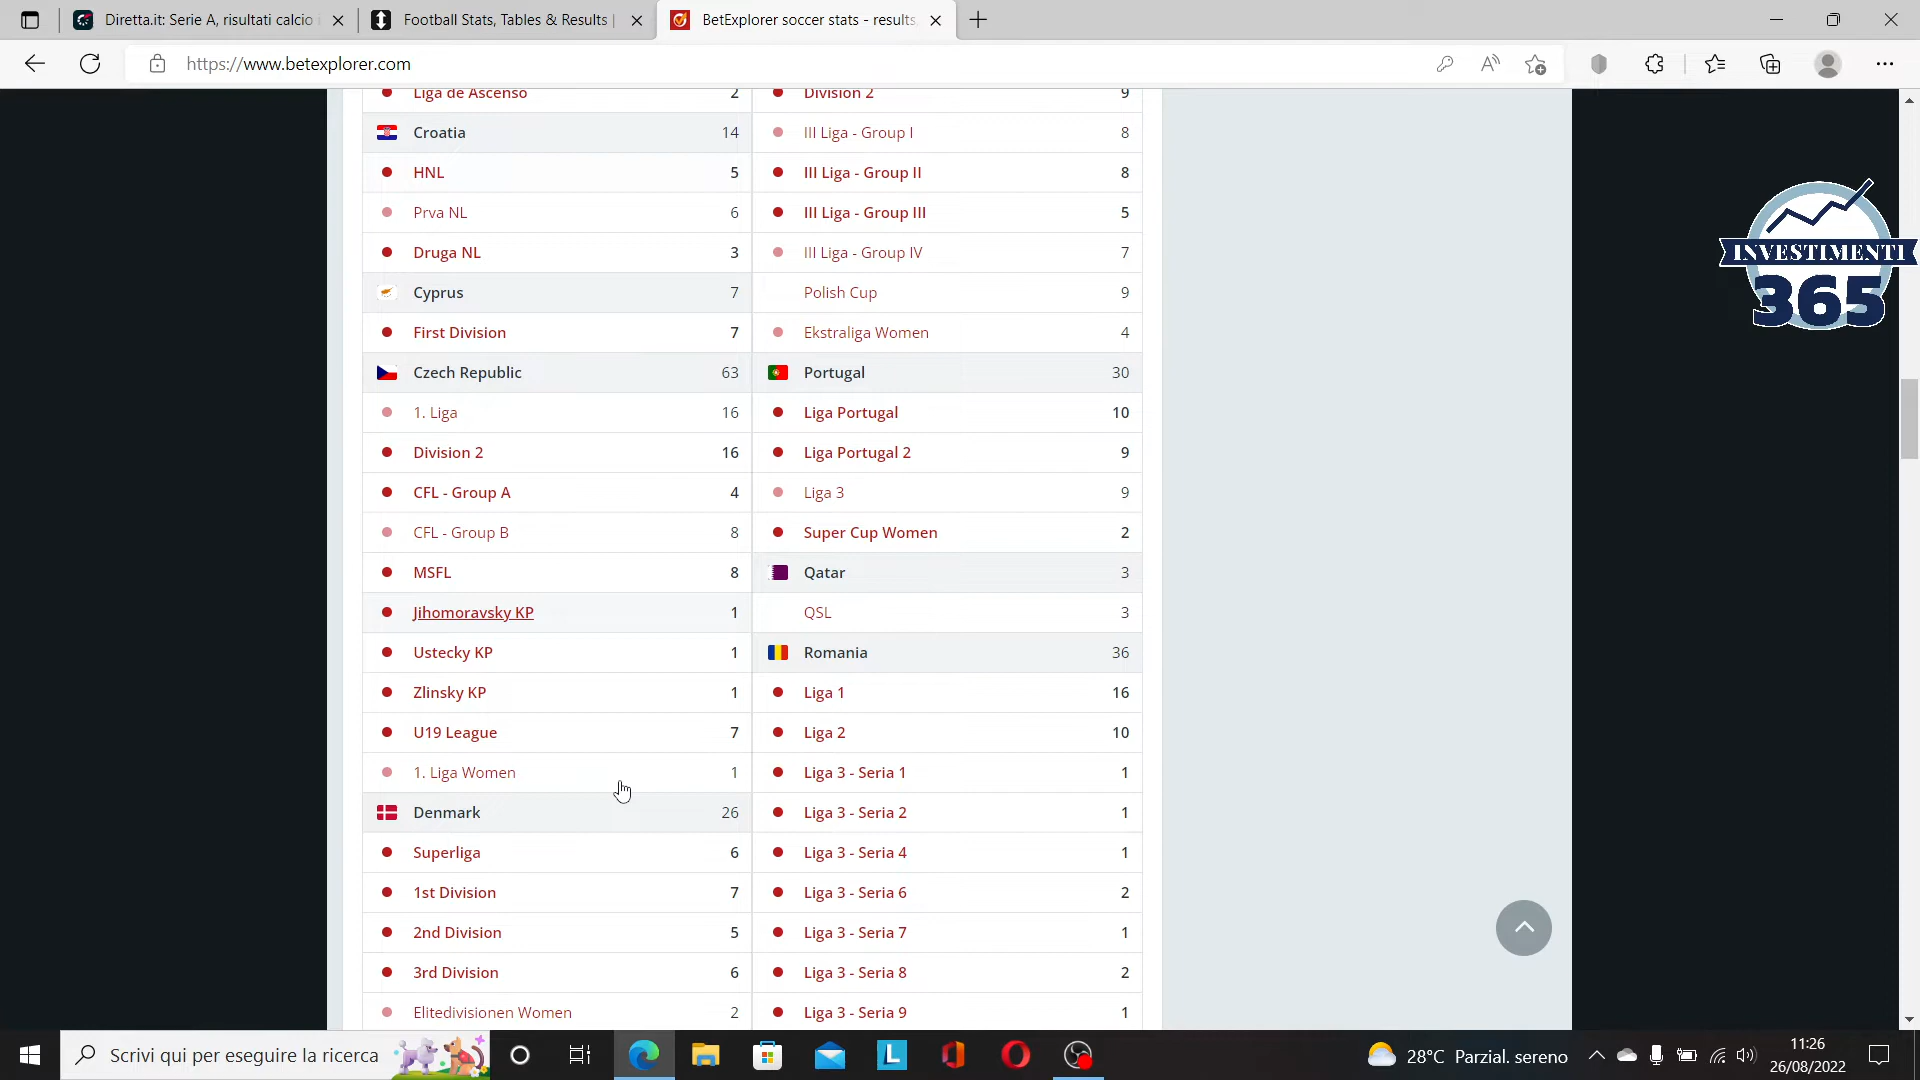 Diretta.it: Serie A, risultati calcio
Football Stats, Tables & Results |
BetExplorer soccer stats - results,
https://www.betexplorer.com
Liga de Ascenso 2
Croatia 14
HNL 5
Prva NL 6
Druga NL 3
Cyprus 7
First Division 7
Czech Republic 63
1. Liga 16
Division 2 16
CFL - Group A 4
CFL - Group B 8
MSFL 8
Jihomoravsky KP 1
Ustecky KP 1
Zlinsky KP 1
U19 League 7
1. Liga Women 1
Denmark 26
Superliga 6
1st Division 7
2nd Division 5
3rd Division 6
Elitedivisionen Women 2
Division 2 9
III Liga - Group I 8
III Liga - Group II 8
III Liga - Group III 5
III Liga - Group IV 7
Polish Cup 9
Ekstraliga Women 4
Portugal 30
Liga Portugal 10
Liga Portugal 2 9
Liga 3 9
Super Cup Women 2
Qatar 3
QSL 3
Romania 36
Liga 1 16
Liga 2 10
Liga 3 - Seria 1 1
Liga 3 - Seria 2 1
Liga 3 - Seria 4 1
Liga 3 - Seria 6 2
Liga 3 - Seria 7 1
Liga 3 - Seria 8 2
Liga 3 - Seria 9 1
INVESTIMENTI
365
Scrivi qui per eseguire la ricerca
28°C Parzial. sereno
11:26
26/08/2022